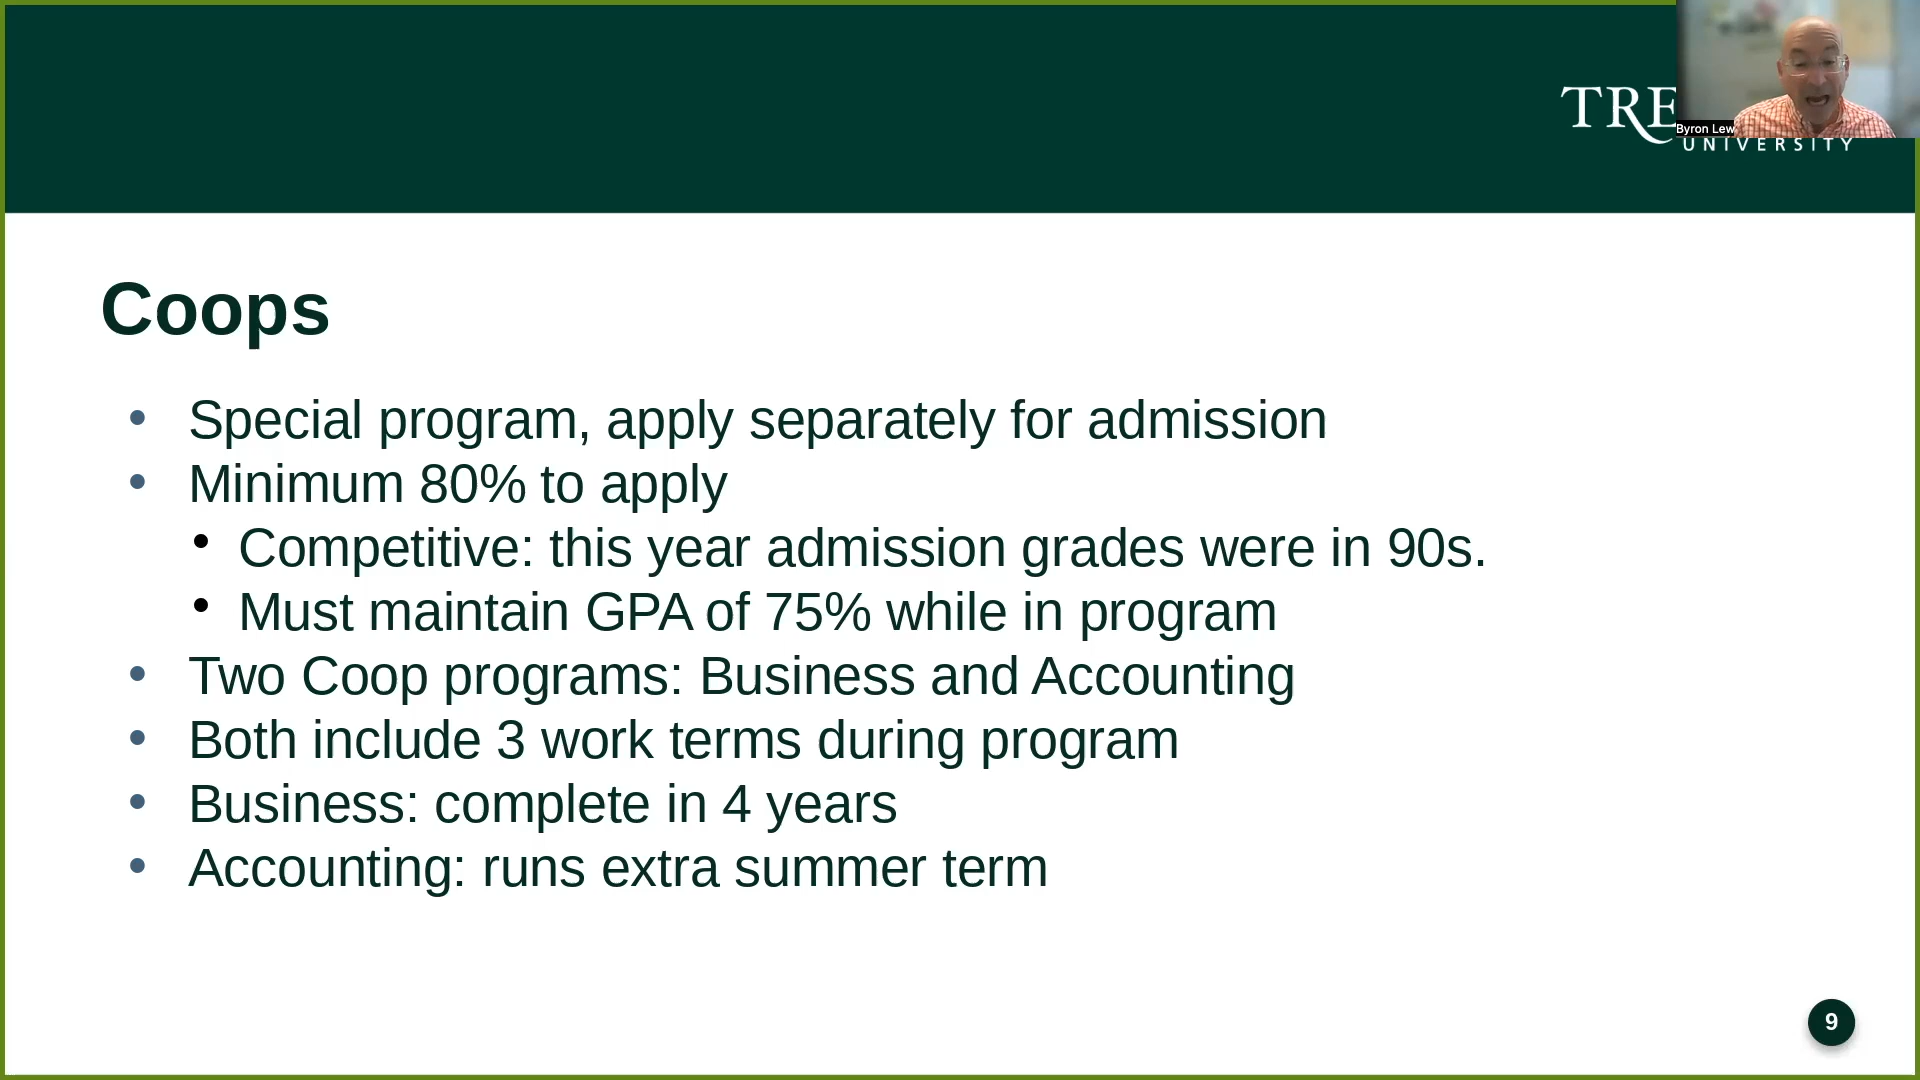 TRE
Byron Lew
UNIVERSITY
Coops
• Special program, apply separately for admission
• Minimum 80% to apply
• Competitive: this year admission grades were in 90s.
• Must maintain GPA of 75% while in program
• Two Coop programs: Business and Accounting
• Both include 3 work terms during program
• Business: complete in 4 years
• Accounting: runs extra summer term
9